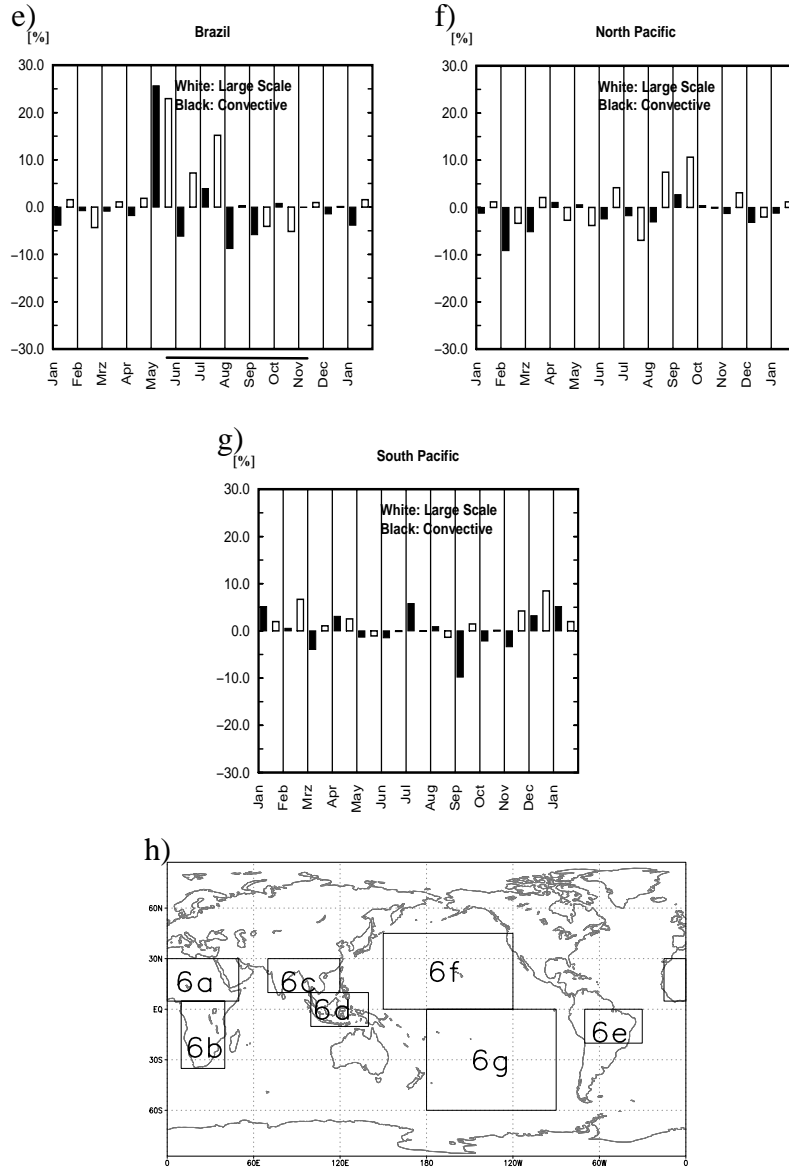 e)
[%]
Brazil
30.0
20.0
10.0
0.0
−10.0
−20.0
−30.0
White: Large Scale
Black: Convective
Jan
Feb
Mrz
Apr
May
Jun
Jul
Aug
Sep
Oct
Nov
Dec
Jan
f)
[%]
North Pacific
30.0
20.0
10.0
0.0
−10.0
−20.0
−30.0
White: Large Scale
Black: Convective
Jan
Feb
Mrz
Apr
May
Jun
Jul
Aug
Sep
Oct
Nov
Dec
Jan
g)
[%]
South Pacific
30.0
20.0
10.0
0.0
−10.0
−20.0
−30.0
White: Large Scale
Black: Convective
Jan
Feb
Mrz
Apr
May
Jun
Jul
Aug
Sep
Oct
Nov
Dec
Jan
h)
60N
30N
EQ
30S
60S
6a
6b
6c
6d
6f
6g
6e
0
60E
120E
180
120W
60W
0